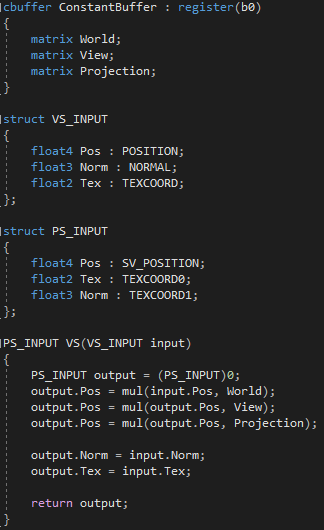 cbuffer ConstantBuffer : register(b0)
{
    matrix World;
    matrix View;
    matrix Projection;
}
struct VS_INPUT
{
    float4 Pos : POSITION;
    float3 Norm : NORMAL;
    float2 Tex : TEXCOORD;
};
struct PS_INPUT
{
    float4 Pos : SV_POSITION;
    float2 Tex : TEXCOORD0;
    float3 Norm : TEXCOORD1;
};
PS_INPUT VS(VS_INPUT input)
{
    PS_INPUT output = (PS_INPUT)0;
    output.Pos = mul(input.Pos, World);
    output.Pos = mul(output.Pos, View);
    output.Pos = mul(output.Pos, Projection);
    output.Norm = input.Norm;
    output.Tex = input.Tex;
    return output;
}